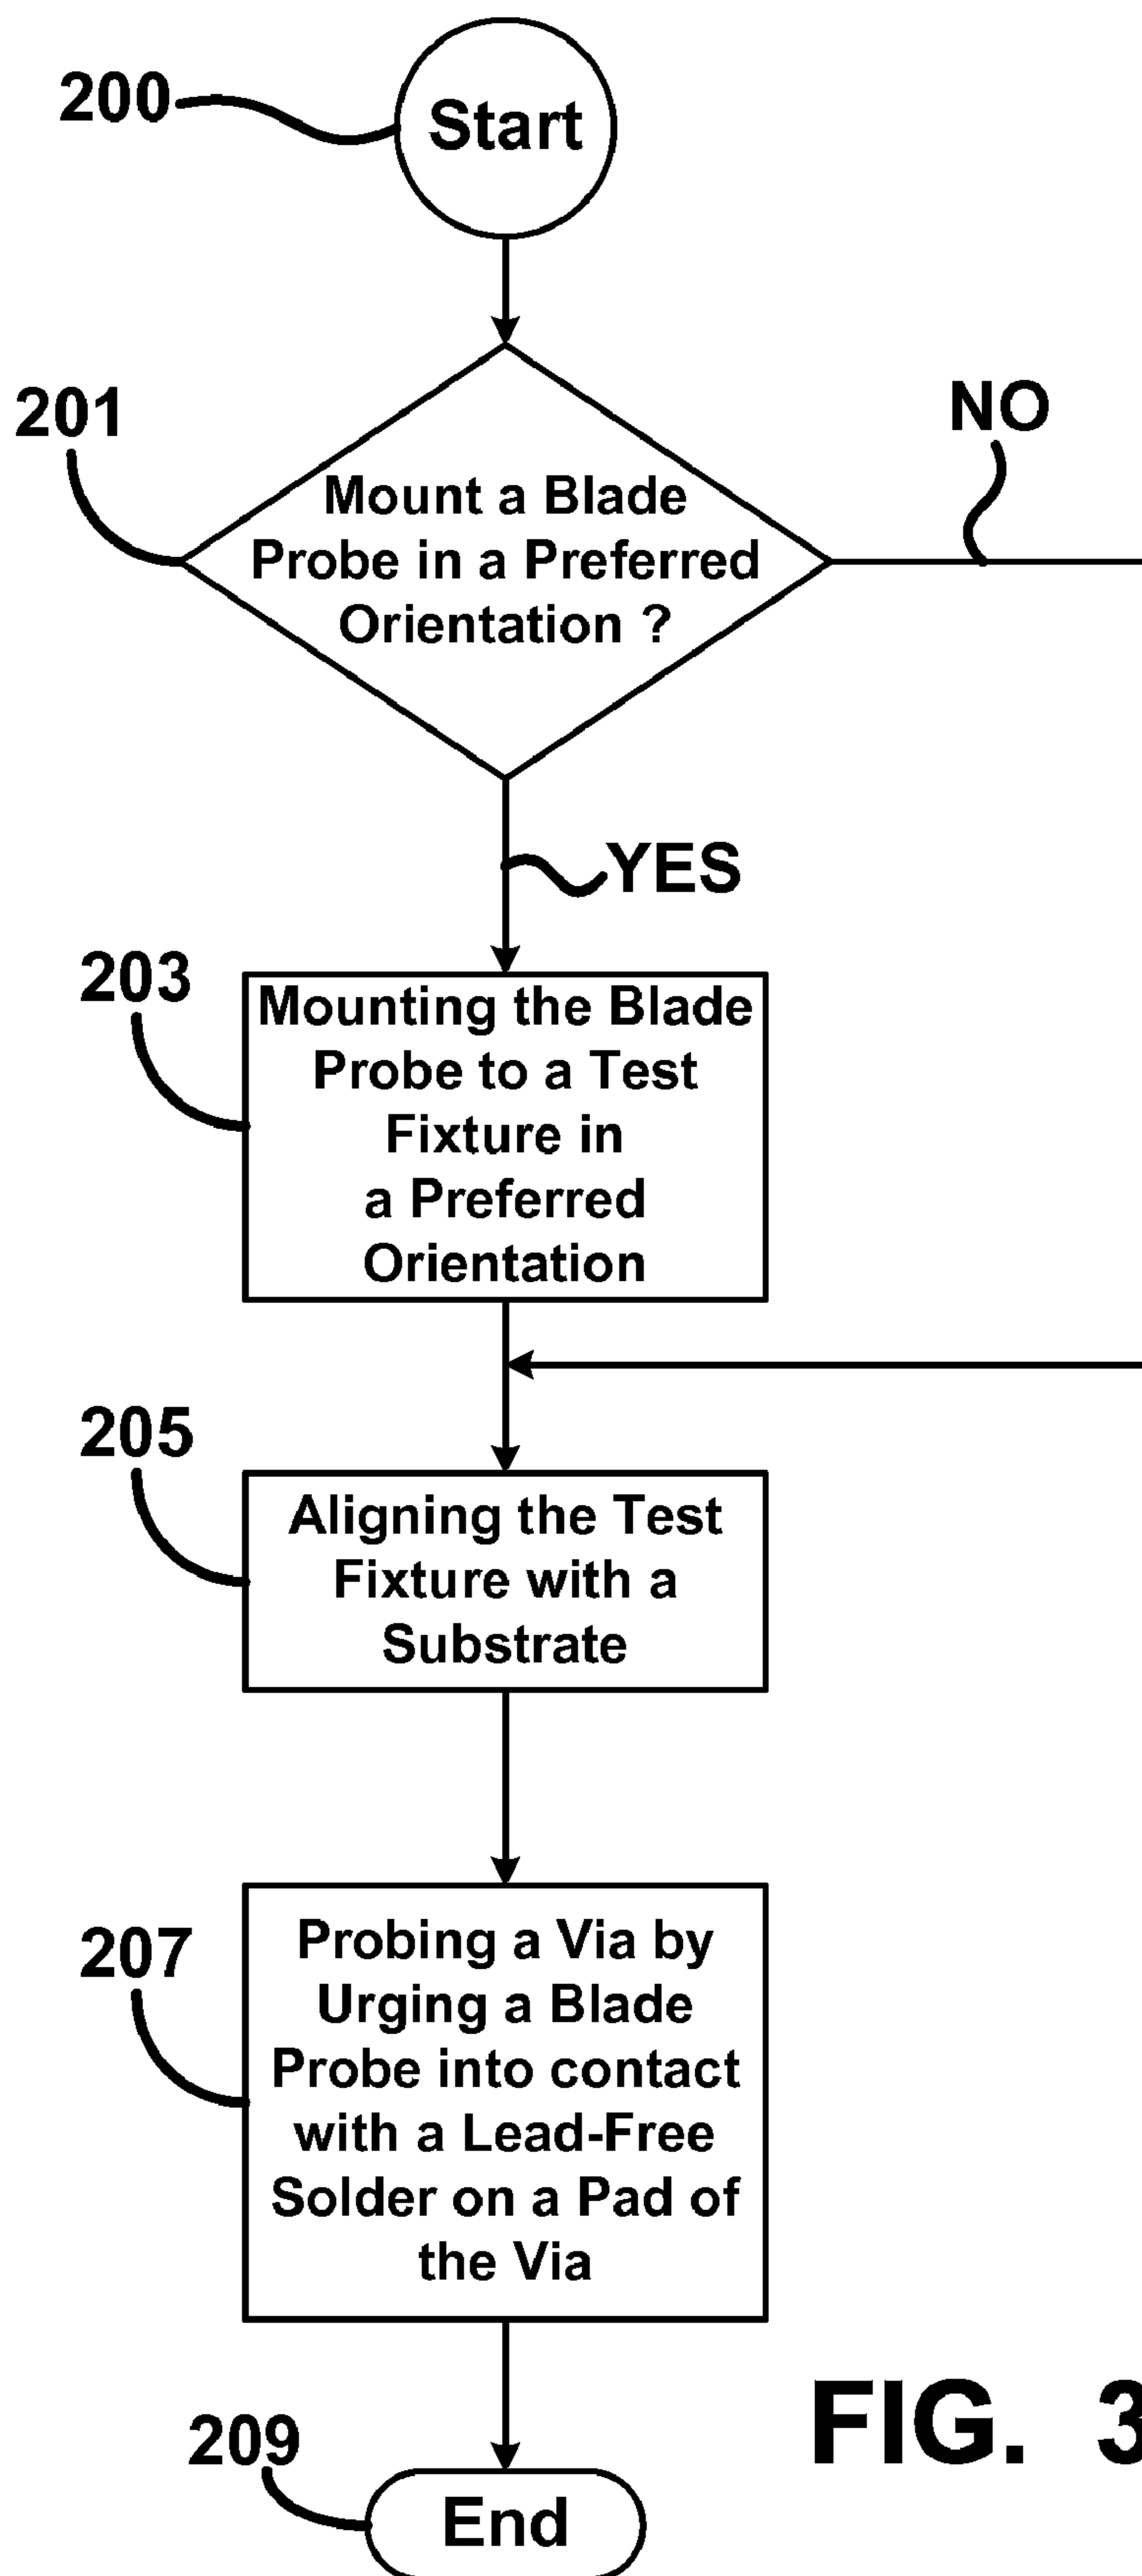 200
Start
201
Mount a Blade
Probe in a Preferred
Orientation ?
NO
YES
203
Mounting the Blade
Probe to a Test
Fixture in
a Preferred
Orientation
205
Aligning the Test
Fixture with a
Substrate
207
Probing a Via by
Urging a Blade
Probe into contact
with a Lead-Free
Solder on a Pad of
the Via
209
End
FIG. 3